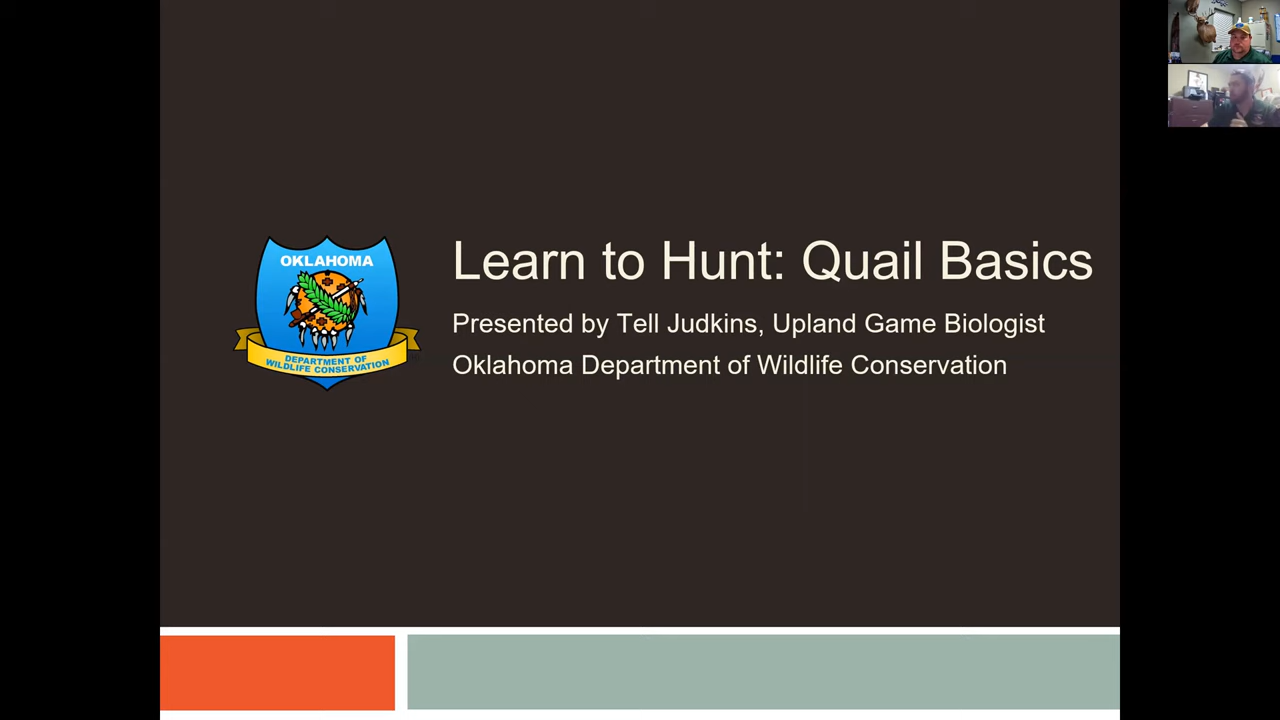 OKLAHOMA
DEPARTMENT OF
WILDLIFE CONSERVATION
Learn to Hunt: Quail Basics
Presented by Tell Judkins, Upland Game Biologist
Oklahoma Department of Wildlife Conservation